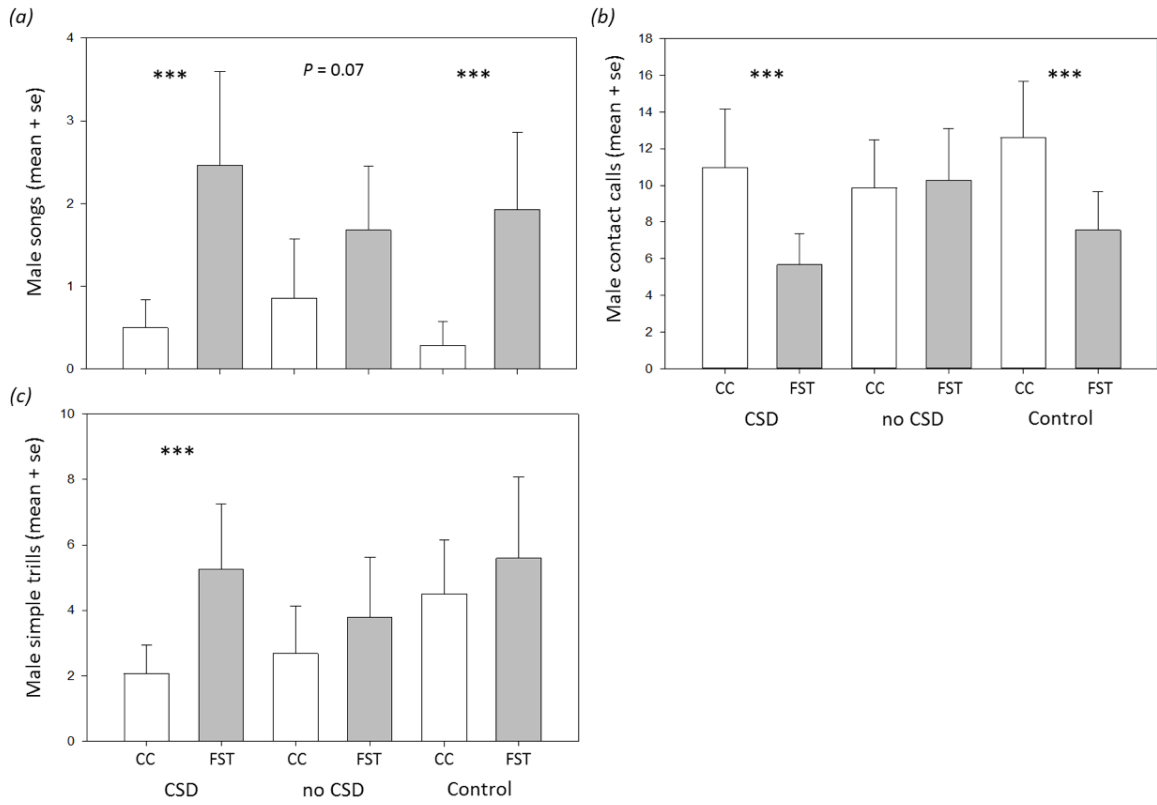 (a)
Male songs (mean + se)
4
3
2
1
0
***
P = 0.07
***
(b)
Male contact calls (mean + se)
18
16
14
12
10
8
6
4
2
0
***
***
CC FST CC FST CC FST
CSD no CSD Control
(c)
Male simple trills (mean + se)
10
8
6
4
2
0
***
CC FST CC FST CC FST
CSD no CSD Control